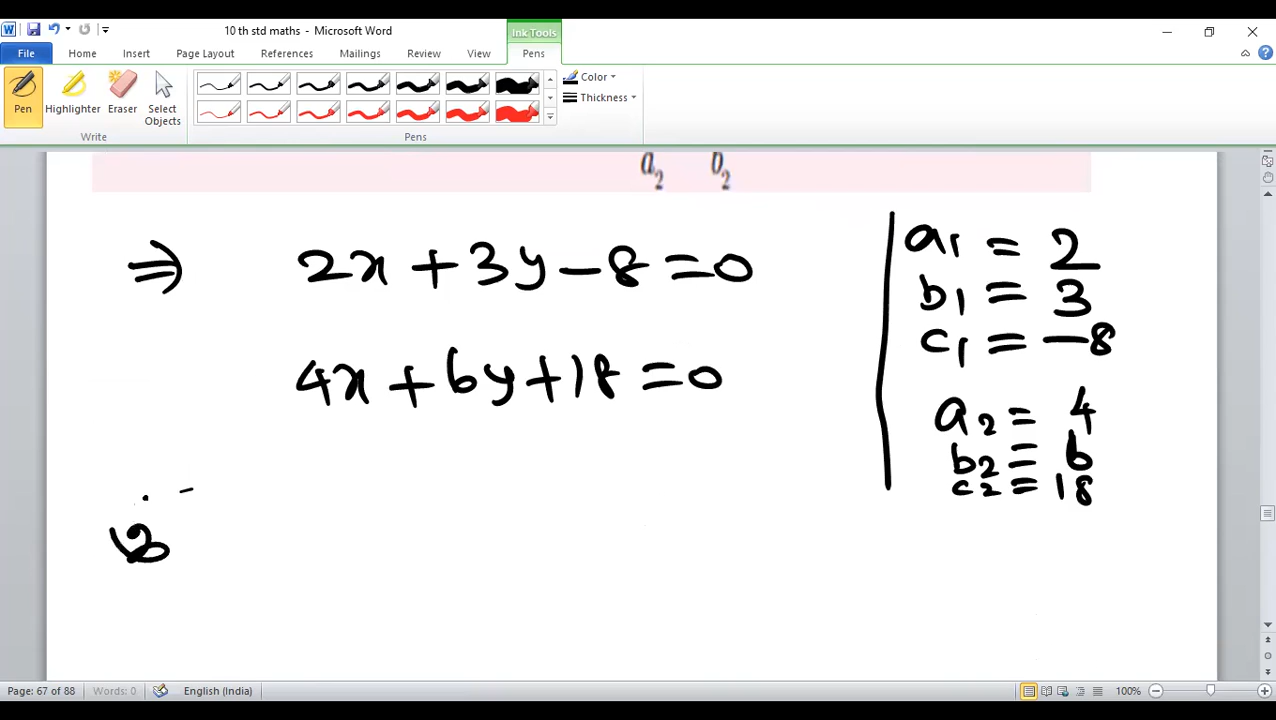 10 th std maths - Microsoft Word
Ink Tools
File Home Insert Page Layout References Mailings Review View Pens
Pen Highlighter Eraser Select Objects
Color
Thickness
Write Pens
a2 b2
⇒ 2x + 3y - 8 = 0
4x + 6y + 18 = 0
a1 = 2
b1 = 3
c1 = -8
a2 = 4
b2 = 6
c2 = 18
Page: 67 of 88 Words: 0 English (India) 100%